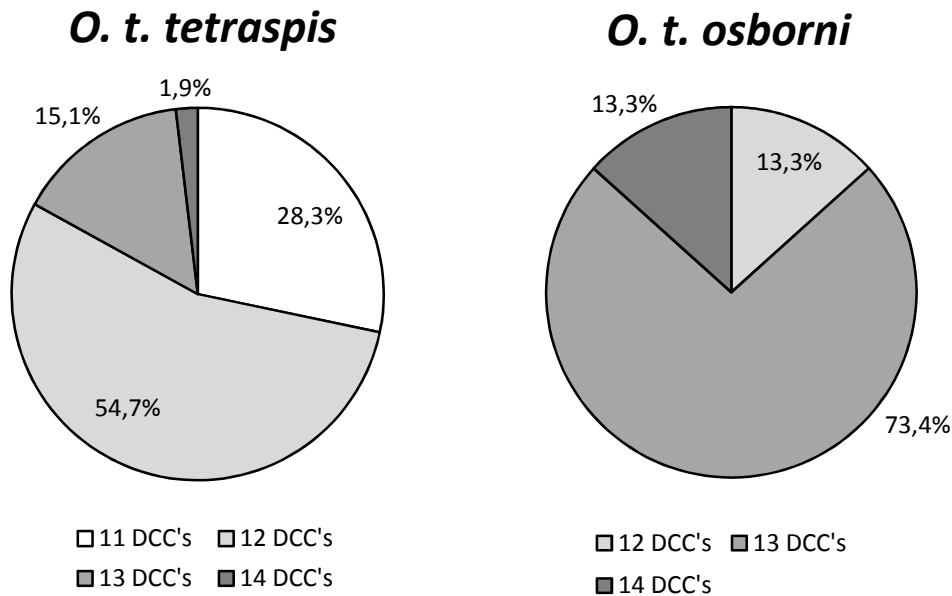 O. t. tetraspis
1,9%
15,1%
28,3%
54,7%
11 DCC's 12 DCC's
13 DCC's 14 DCC's
O. t. osborni
13,3%
13,3%
73,4%
12 DCC's 13 DCC's
14 DCC's